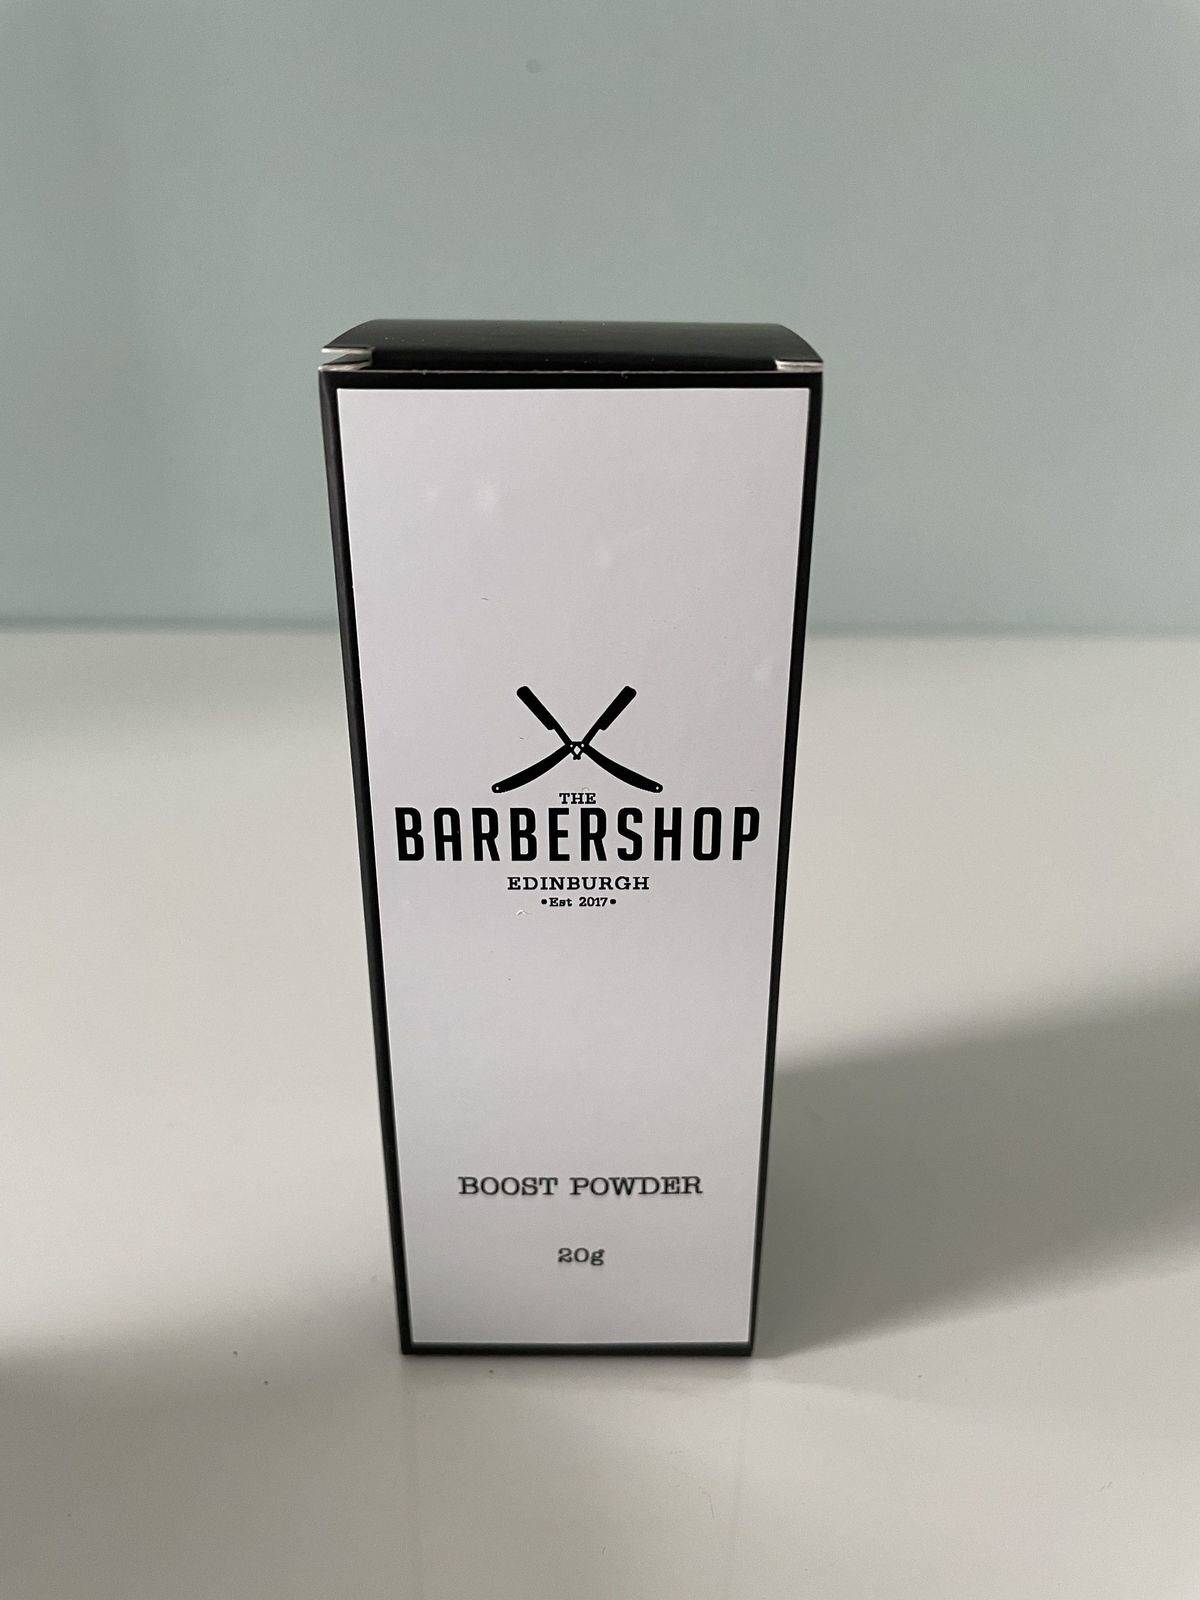 THE
BARBERSHOP
EDINBURGH
•Est 2017•
BOOST POWDER
20g